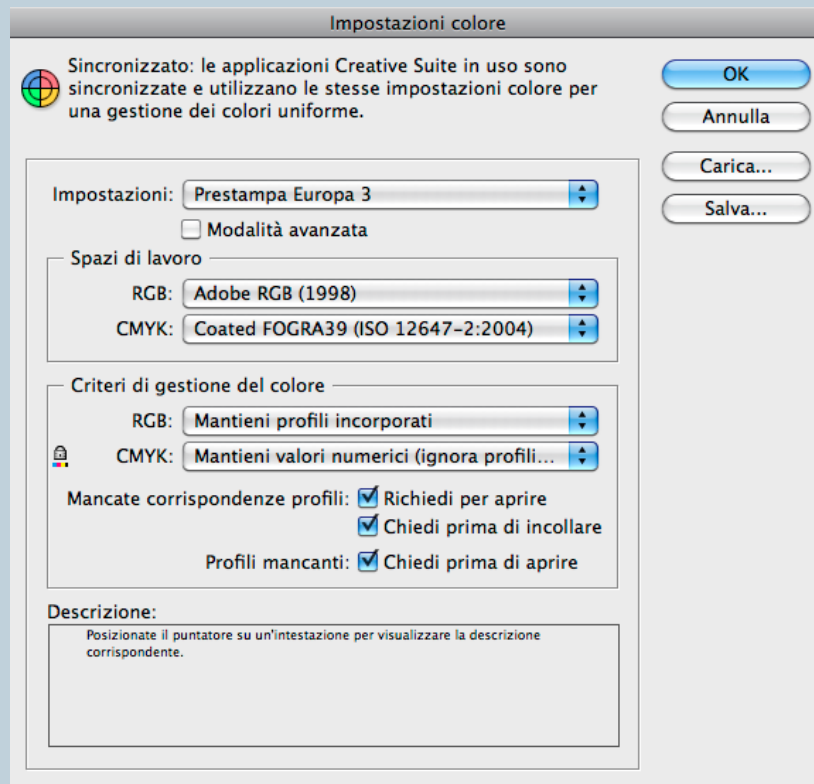 Impostazioni colore
Sincronizzato: le applicazioni Creative Suite in uso sono
sincronizzate e utilizzano le stesse impostazioni colore per
una gestione dei colori uniforme.
OK
Annulla
Carica...
Salva...
Impostazioni: Prestampa Europa 3
Modalità avanzata
Spazi di lavoro
RGB: Adobe RGB (1998)
CMYK: Coated FOGRA39 (ISO 12647-2:2004)
Criteri di gestione del colore
RGB: Mantieni profili incorporati
CMYK: Mantieni valori numerici (ignora profili...
Mancate corrispondenze profili: Richiedi per aprire
Chiedi prima di incollare
Profili mancanti: Chiedi prima di aprire
Descrizione:
Posizionate il puntatore su un'intestazione per visualizzare la descrizione
corrispondente.